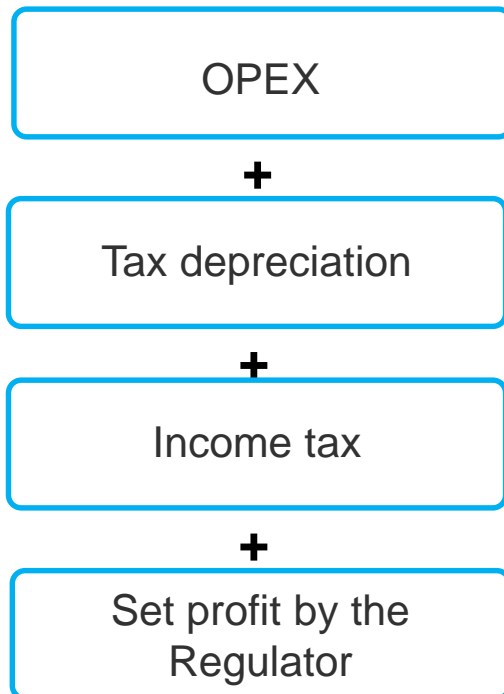 OPEX
+
Tax depreciation
+
Income tax
+
Set profit by the
Regulator